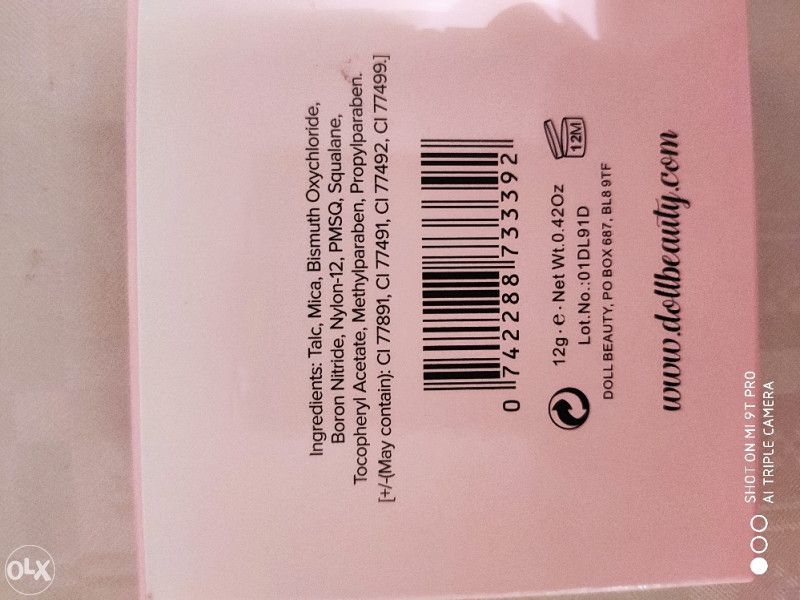 Ingredients: Talc, Mica, Bismuth Oxychloride,
Boron Nitride, Nylon-12, PMSQ, Squalane,
Tocopheryl Acetate, Methylparaben, Propylparaben.
[+/-(May contain): CI 77891, CI 77491, CI 77492, CI 77499.]
0 742288 733392
12M
12g · e · Net Wt.0.42Oz
Lot.No.:01DL91D
DOLL BEAUTY, PO BOX 687, BL8 9TF
www.dollbeauty.com
SHOT ON MI 9T PRO
AI TRIPLE CAMERA
OLX